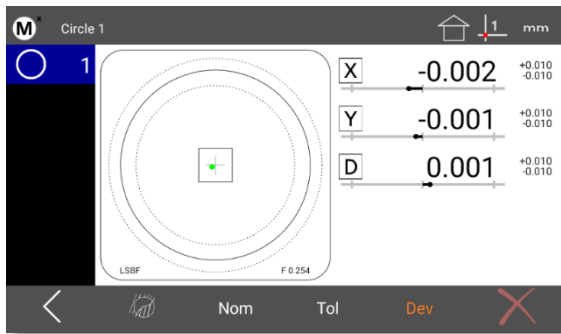 M x Circle 1 1 mm
1
X -0.002 +0.010
-0.010
Y -0.001 +0.010
-0.010
D 0.001 +0.010
-0.010
LSBF F 0.254
Nom Tol Dev